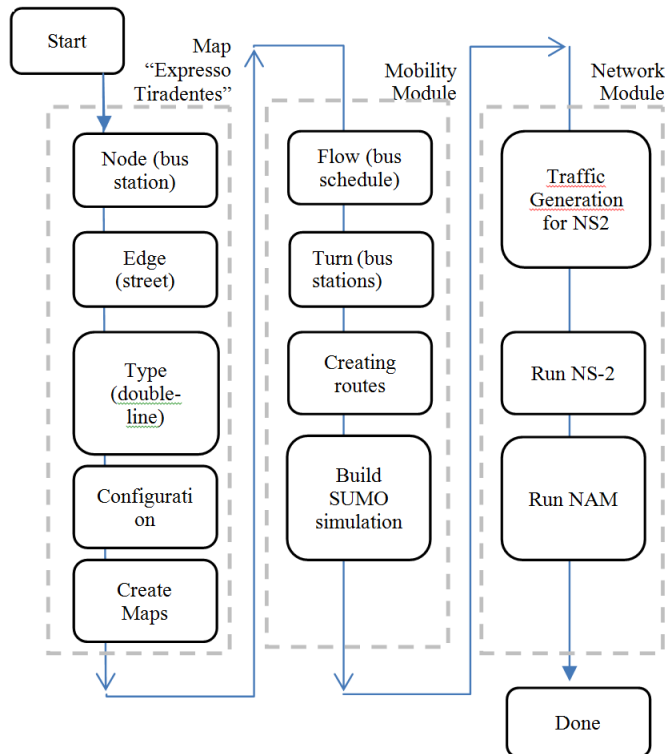 Start
Map
“Expresso
Tiradentes”
Node (bus
station)
Edge
(street)
Type
(double-
line)
Configurati
on
Create
Maps
Mobility
Module
Flow (bus
schedule)
Turn (bus
stations)
Creating
routes
Build
SUMO
simulation
Network
Module
Traffic
Generation
for NS2
Run NS-2
Run NAM
Done